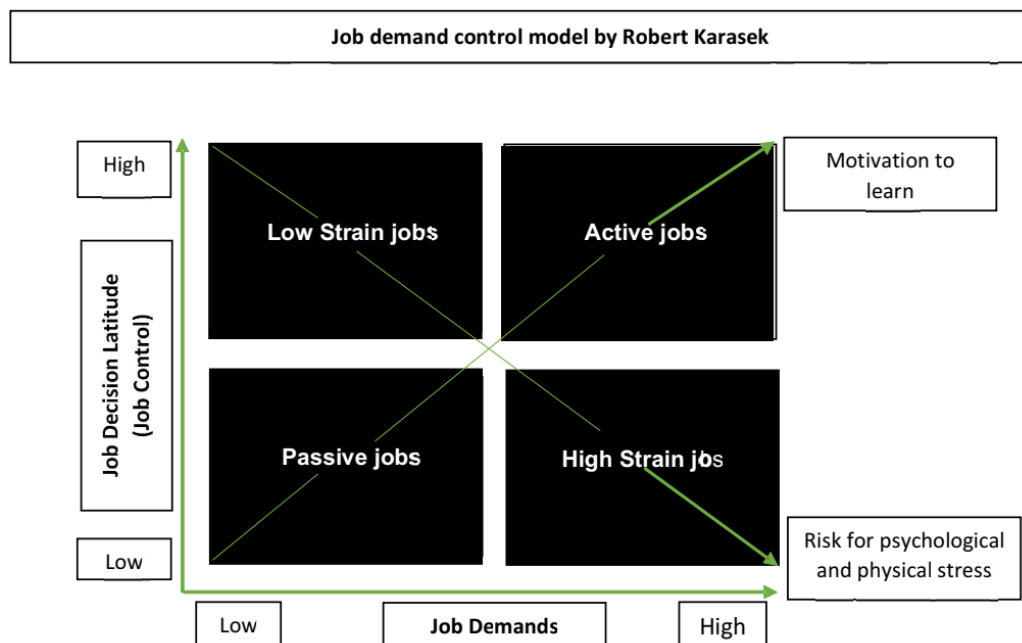 Job demand control model by Robert Karasek
High
Motivation to
learn
Low Strain jobs
Active jobs
Job Decision Latitude
(Job Control)
Passive jobs
High Strain jobs
Low
Risk for psychological
and physical stress
Low
Job Demands
High